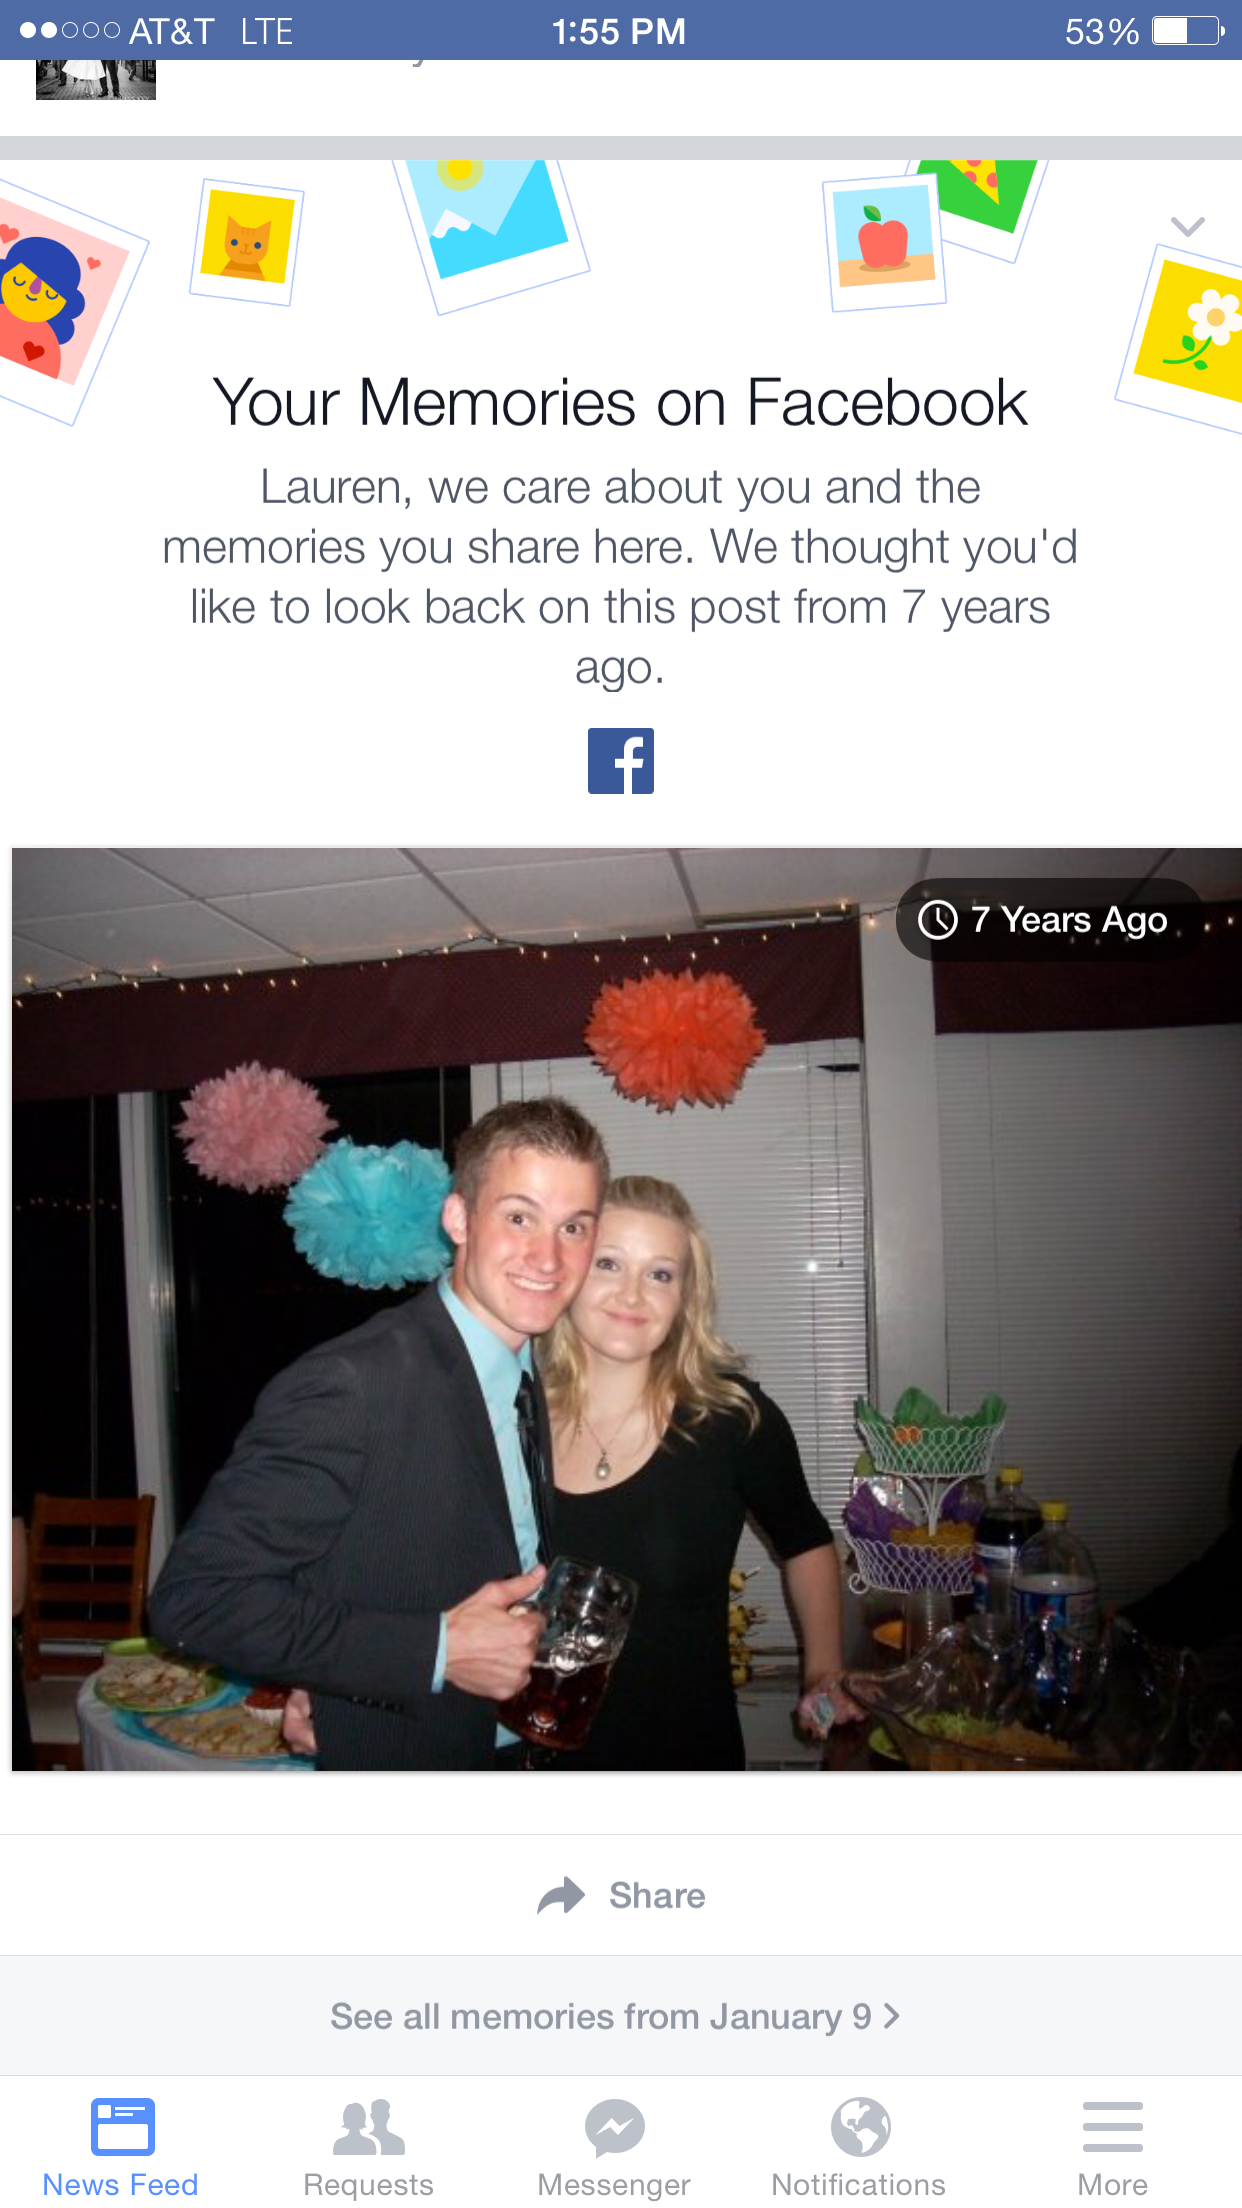 AT&T LTE 1:55 PM 53%
Your Memories on Facebook
Lauren, we care about you and the
memories you share here. We thought you'd
like to look back on this post from 7 years
ago.
f
7 Years Ago
Share
See all memories from January 9 >
News Feed Requests Messenger Notifications More